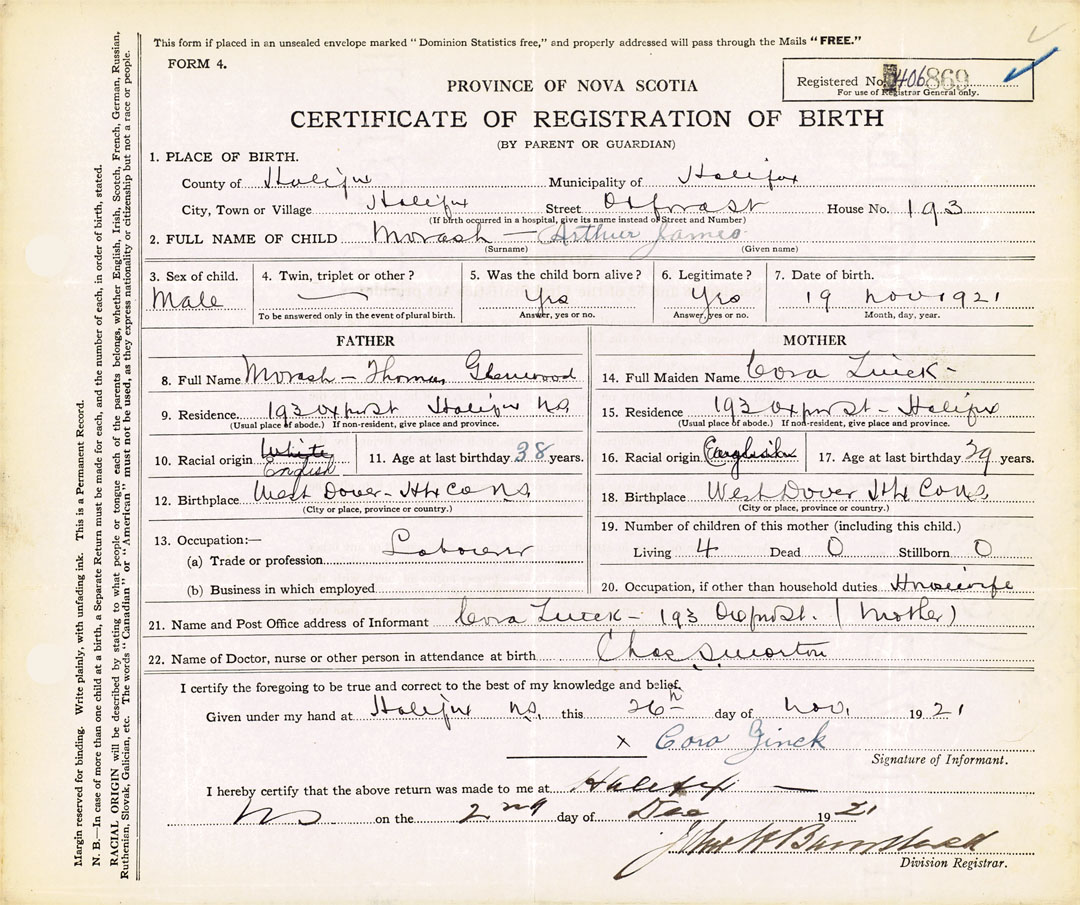 This form if placed in an unsealed envelope marked "Dominion Statistics free," and properly addressed will pass through the Mails "FREE."
FORM 4.
Registered No. 406 869
For use of Registrar General only.
PROVINCE OF NOVA SCOTIA
CERTIFICATE OF REGISTRATION OF BIRTH
(BY PARENT OR GUARDIAN)
1. PLACE OF BIRTH.
County of Halifax Municipality of Halifax
City, Town or Village Halifax Street Oxford St House No. 193
(If birth occurred in a hospital, give its name instead of Street and Number)
2. FULL NAME OF CHILD Morash — Arthur James
(Surname) (Given name)
3. Sex of child. 4. Twin, triplet or other? 5. Was the child born alive? 6. Legitimate? 7. Date of birth.
Male — Yes Yes 19 Nov 1921
To be answered only in the event of plural birth. Answer, yes or no. Answer, yes or no. Month, day, year.
FATHER
8. Full Name Morash — Thomas Glenwood
9. Residence. 193 Oxford St Halifax N.S.
(Usual place of abode.) If non-resident, give place and province.
10. Racial origin White English 11. Age at last birthday 38 years.
12. Birthplace West Dover - Hfx Co N.S.
(City or place, province or country.)
13. Occupation:—
(a) Trade or profession Labourer
(b) Business in which employed
MOTHER
14. Full Maiden Name Cora Zinck -
15. Residence 193 Oxford St - Halifax
(Usual place of abode.) If non-resident, give place and province.
16. Racial origin English 17. Age at last birthday 39 years.
18. Birthplace West Dover Hfx Co N.S.
(City or place, province or country.)
19. Number of children of this mother (including this child.)
Living 4 Dead 0 Stillborn 0
20. Occupation, if other than household duties Housewife
21. Name and Post Office address of Informant Cora Zinck - 193 Oxford St. (Mother)
22. Name of Doctor, nurse or other person in attendance at birth Chas S Morton
I certify the foregoing to be true and correct to the best of my knowledge and belief.
Given under my hand at Halifax N.S. this 26th day of Nov. 1921
x Cora Zinck
Signature of Informant.
I hereby certify that the above return was made to me at Halifax —
NS on the 2nd day of Dec 1921
John H Barnstead
Division Registrar.
Margin reserved for binding. Write plainly, with unfading ink. This is a Permanent Record.
N. B.—In case of more than one child at a birth, a Separate Return must be made for each, and the number of each, in order of birth, stated.
RACIAL ORIGIN will be described by stating to what people or tongue each of the parents belongs, whether English, Irish, Scotch, French, German, Russian,
Ruthenian, Slovak, Galician, etc. The words "Canadian" or "American" must not be used, as they express nationality or citizenship but not a race or people.